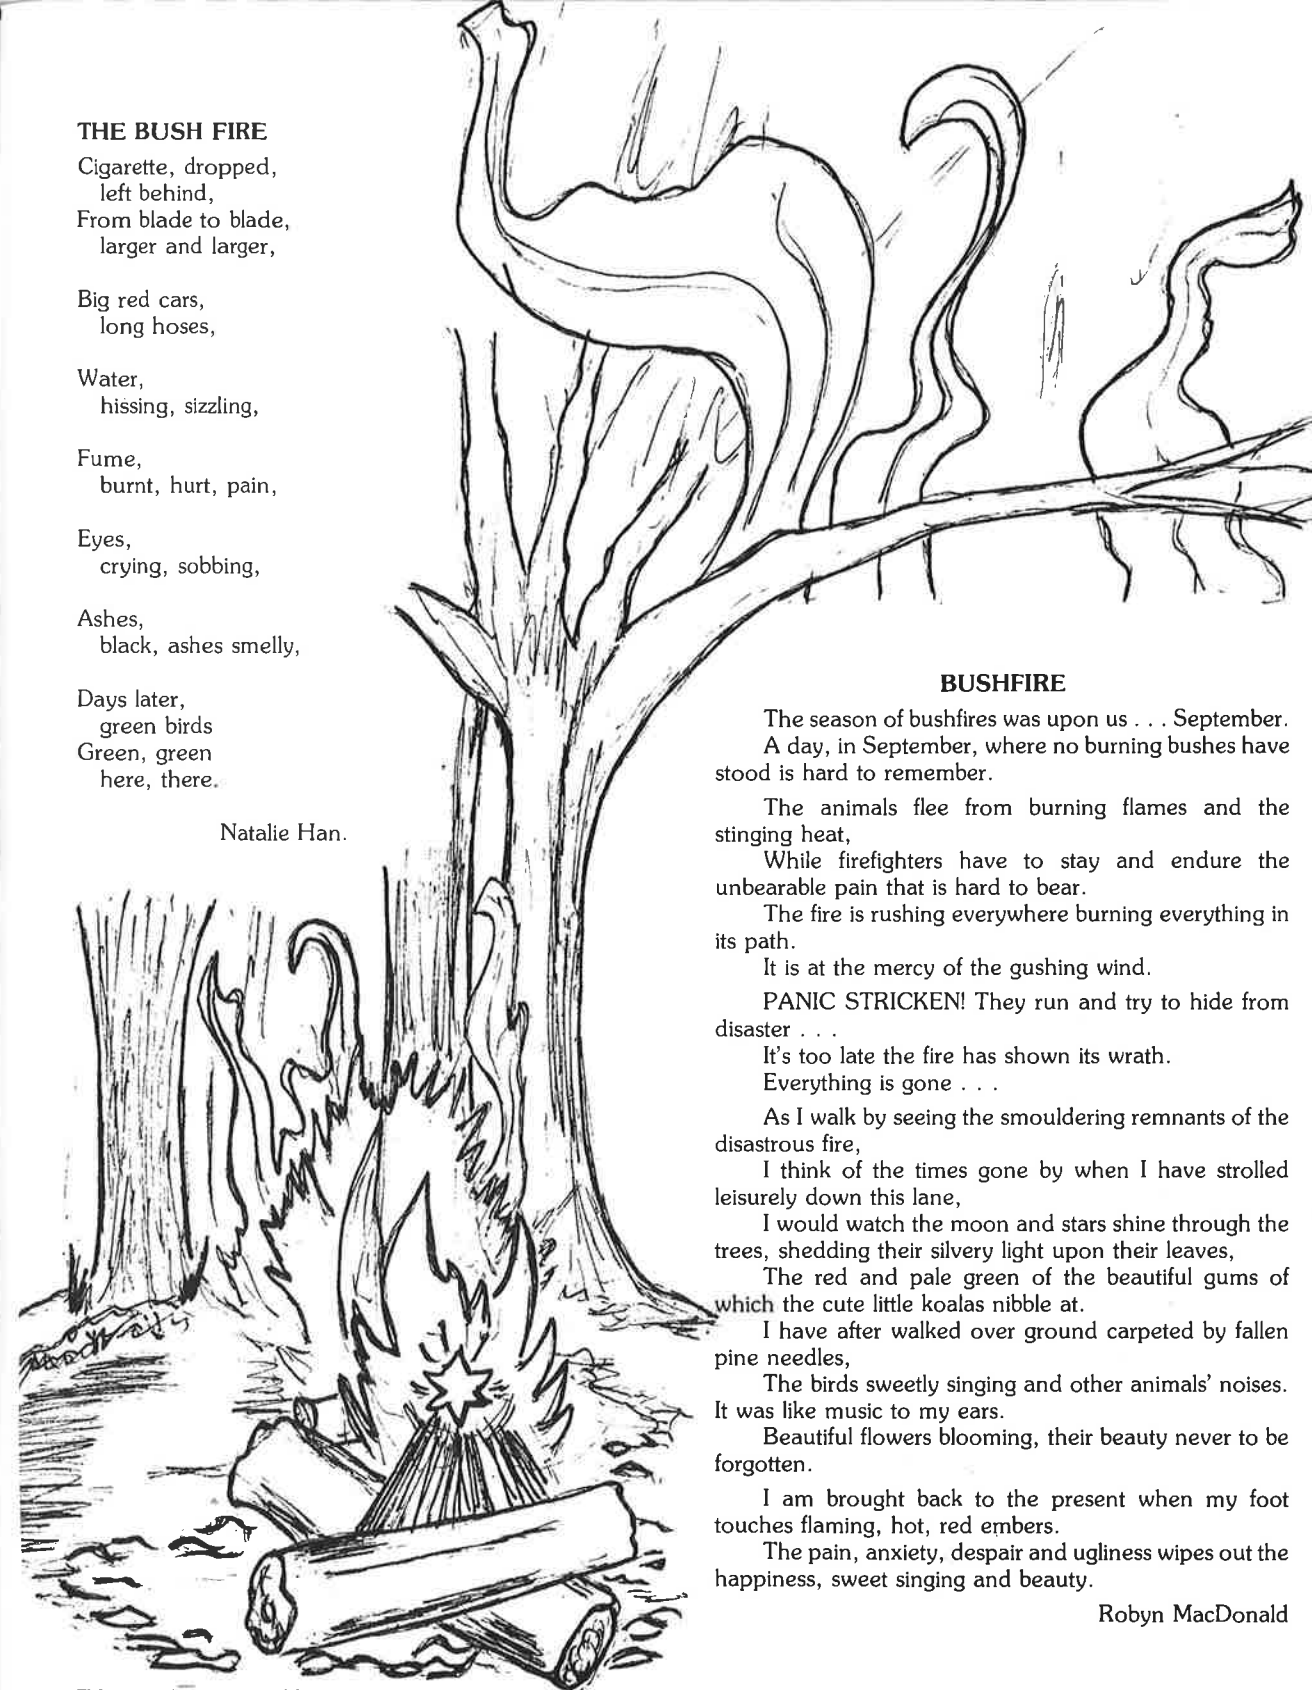 THE BUSH FIRE
Cigarette, dropped,
left behind,
From blade to blade,
larger and larger,
Big red cars,
long hoses,
Water,
hissing, sizzling,
Fume,
burnt, hurt, pain,
Eyes,
crying, sobbing,
Ashes,
black, ashes smelly,
Days later,
green birds
Green, green
here, there.
Natalie Han.
BUSHFIRE
The season of bushfires was upon us . . . September.
A day, in September, where no burning bushes have
stood is hard to remember.
The animals flee from burning flames and the
stinging heat,
While firefighters have to stay and endure the
unbearable pain that is hard to bear.
The fire is rushing everywhere burning everything in
its path.
It is at the mercy of the gushing wind.
PANIC STRICKEN! They run and try to hide from
disaster . . .
It's too late the fire has shown its wrath.
Everything is gone . . .
As I walk by seeing the smouldering remnants of the
disastrous fire,
I think of the times gone by when I have strolled
leisurely down this lane,
I would watch the moon and stars shine through the
trees, shedding their silvery light upon their leaves,
The red and pale green of the beautiful gums of
which the cute little koalas nibble at.
I have after walked over ground carpeted by fallen
pine needles,
The birds sweetly singing and other animals' noises.
It was like music to my ears.
Beautiful flowers blooming, their beauty never to be
forgotten.
I am brought back to the present when my foot
touches flaming, hot, red embers.
The pain, anxiety, despair and ugliness wipes out the
happiness, sweet singing and beauty.
Robyn MacDonald